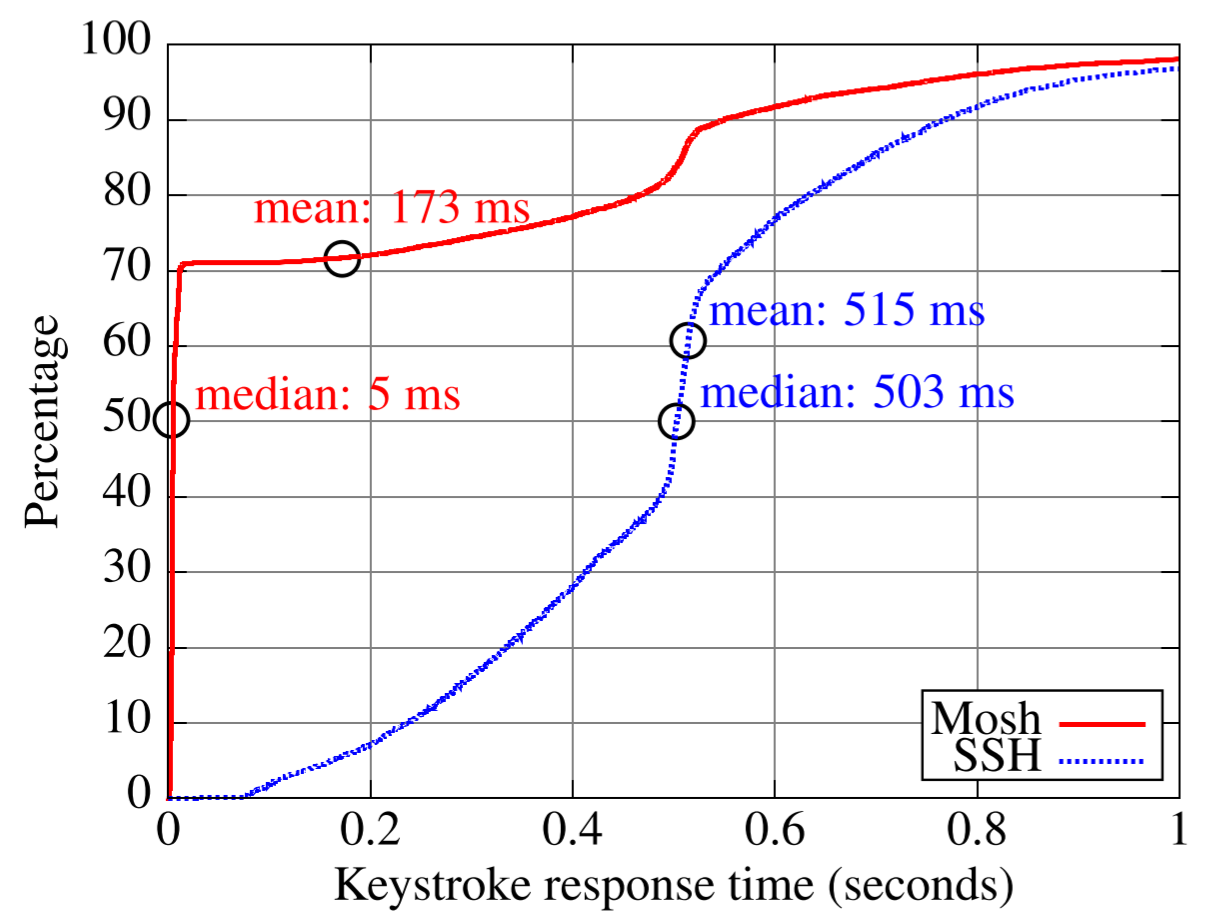 100
90
80
70
60
50
40
30
20
10
0
Percentage
mean: 173 ms
median: 5 ms
mean: 515 ms
median: 503 ms
Mosh
SSH
0 0.2 0.4 0.6 0.8 1
Keystroke response time (seconds)